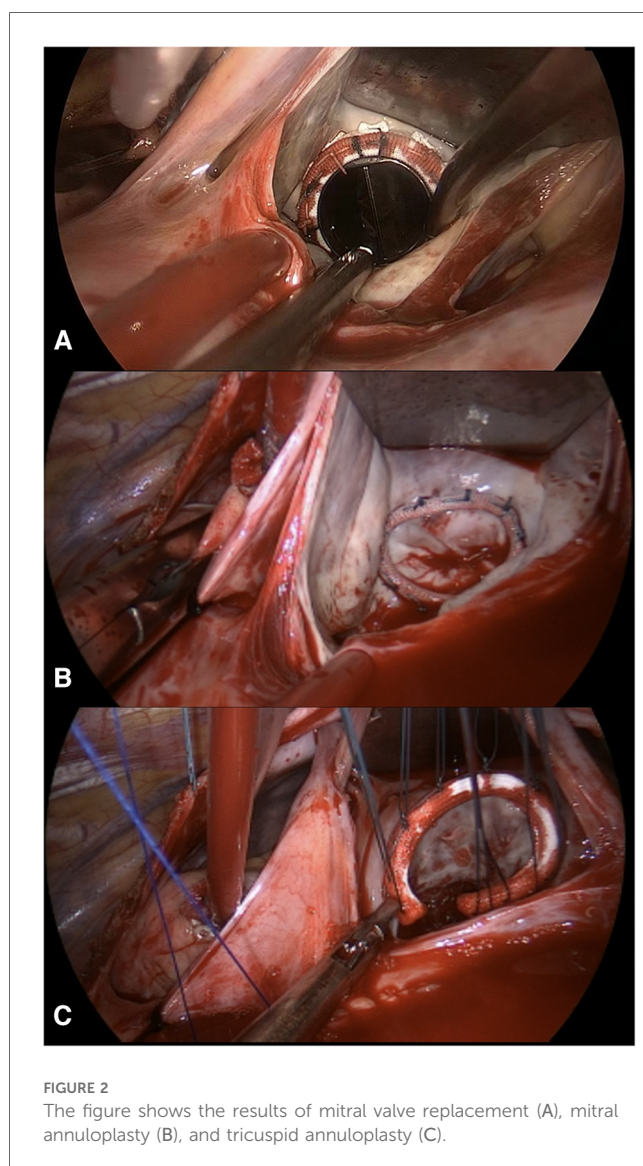 A
B
C
FIGURE 2
The figure shows the results of mitral valve replacement (A), mitral
annuloplasty (B), and tricuspid annuloplasty (C).